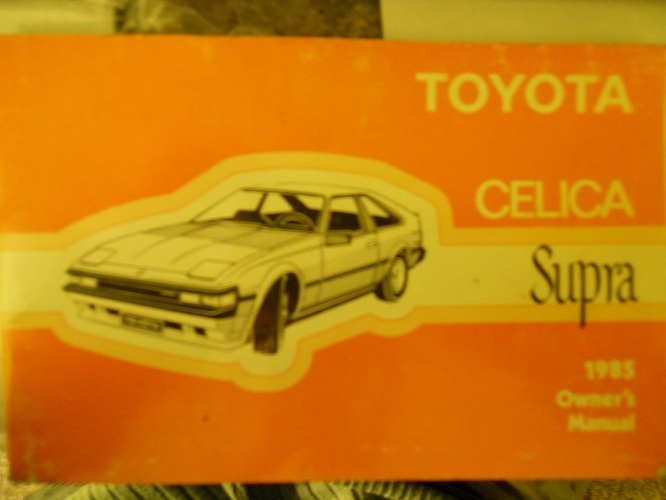 TOYOTA
CELICA
Supra
1985
Owner's
Manual